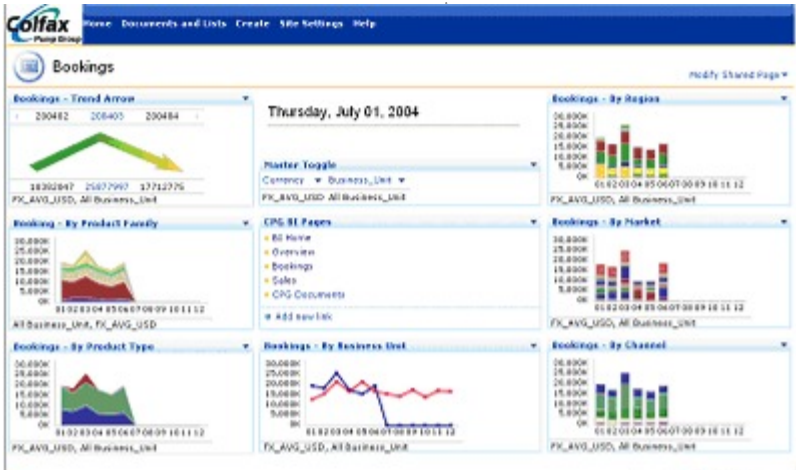 Colfax
Pump Group
Home Documents and Lists Create Site Settings Help
Bookings
Modify Shared Page
Bookings - Trend Arrow
200402 200403 200404
18382847 25877997 17712775
FX_AVG_USD, All Business_Unit
Thursday, July 01, 2004
Master Toggle
Currency Business_Unit
FX_AVG_USD All Business_Unit
Bookings - By Region
30,000K
25,000K
20,000K
15,000K
10,000K
5,000K
0K
01 02 03 04 05 06 07 08 09 10 11 12
FX_AVG_USD, All Business_Unit
Booking - By Product Family
30,000K
25,000K
20,000K
15,000K
10,000K
5,000K
0K
01 02 03 04 05 06 07 08 09 10 11 12
All Business_Unit, FX_AVG_USD
CPG BI Pages
BI Home
Overview
Bookings
Sales
CPG Documents
Add new link
Bookings - By Market
30,000K
25,000K
20,000K
15,000K
10,000K
5,000K
0K
01 02 03 04 05 06 07 08 09 10 11 12
FX_AVG_USD, All Business_Unit
Bookings - By Product Type
30,000K
25,000K
20,000K
15,000K
10,000K
5,000K
0K
01 02 03 04 05 06 07 08 09 10 11 12
FX_AVG_USD, All Business_Unit
Bookings - By Business Unit
30,000K
25,000K
20,000K
15,000K
10,000K
5,000K
0K
01 02 03 04 05 06 07 08 09 10 11 12
FX_AVG_USD, All Business_Unit
Bookings - By Channel
30,000K
25,000K
20,000K
15,000K
10,000K
5,000K
0K
01 02 03 04 05 06 07 08 09 10 11 12
FX_AVG_USD, All Business_Unit